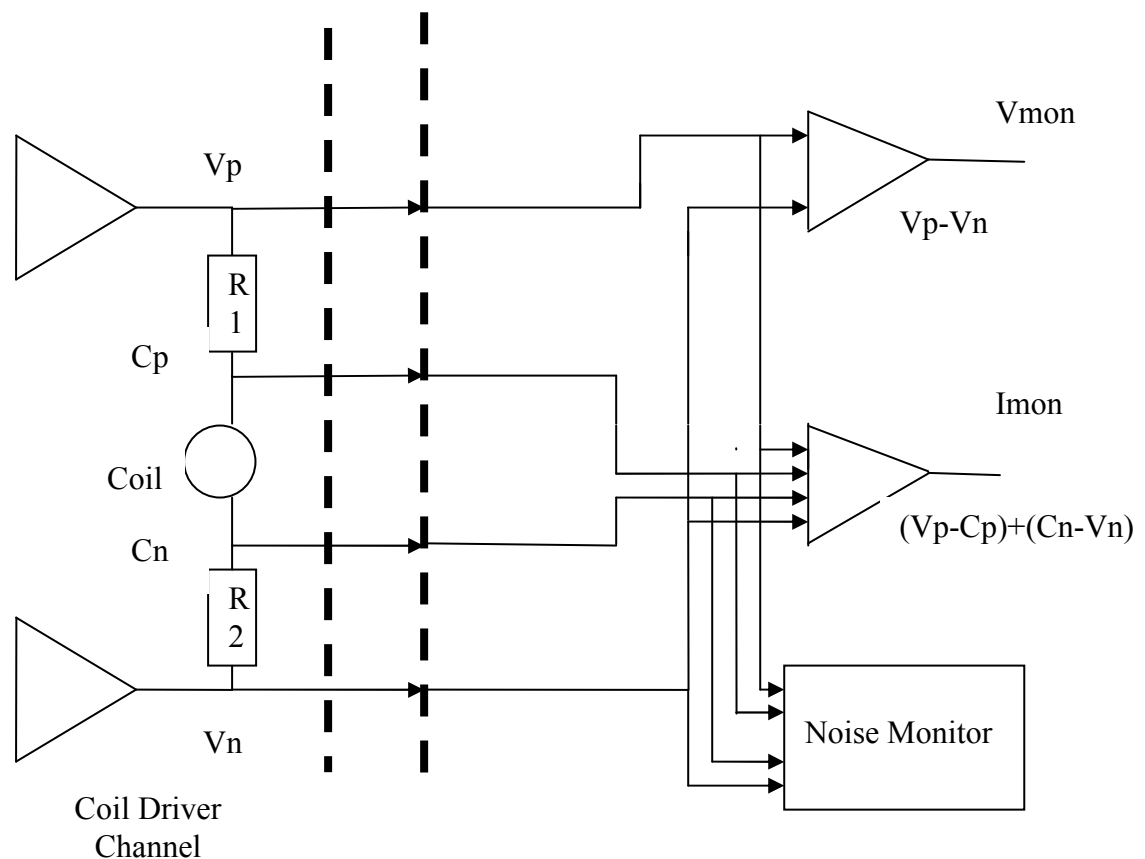 Vmon
Vp
Vp-Vn
R
1
Cp
Imon
Coil
(Vp-Cp)+(Cn-Vn)
Cn
R
2
Noise Monitor
Vn
Coil Driver
Channel